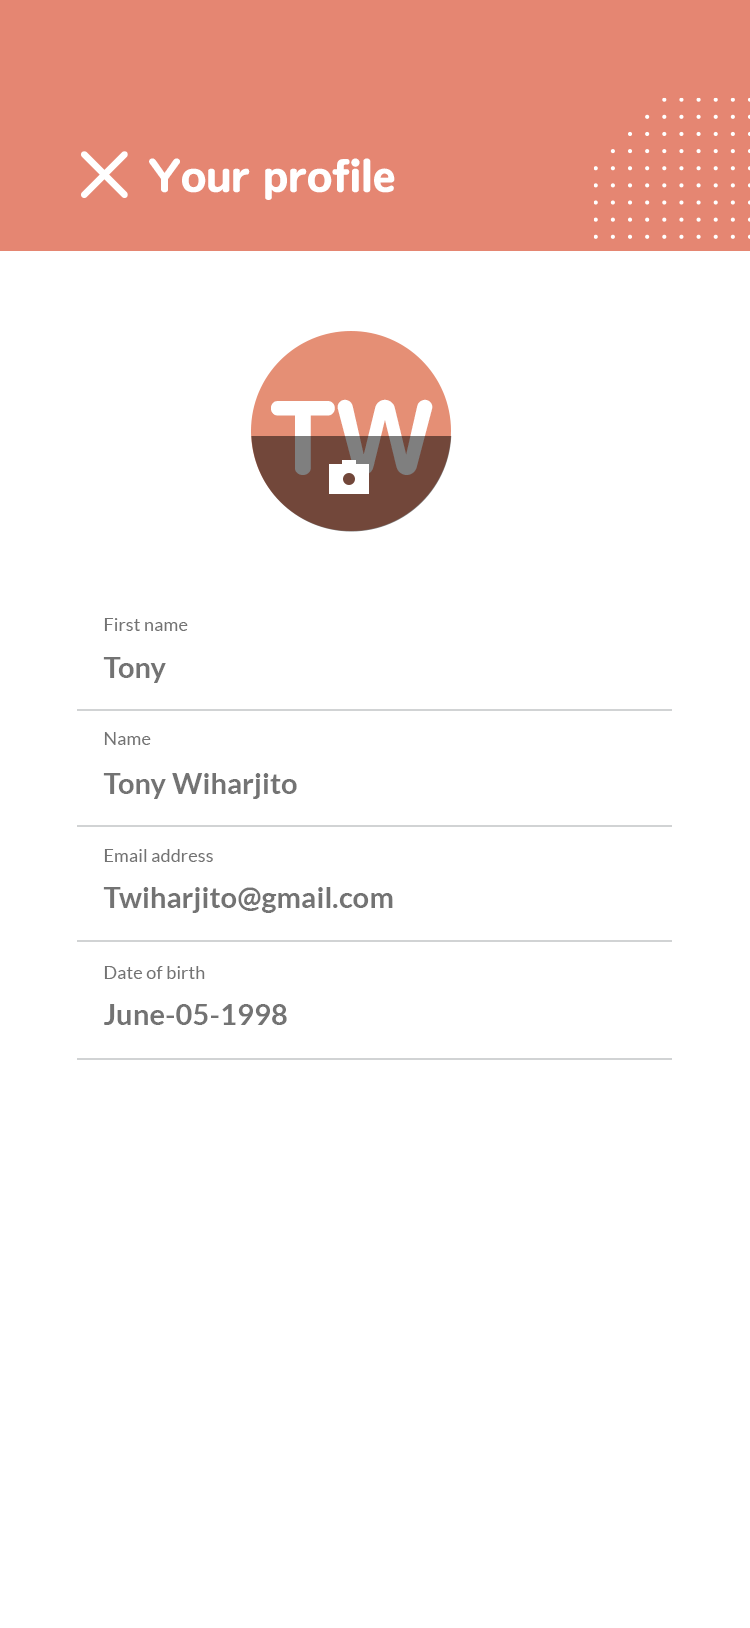 Your profile
TW
First name
Tony
Name
Tony Wiharjito
Email address
Twiharjito@gmail.com
Date of birth
June-05-1998